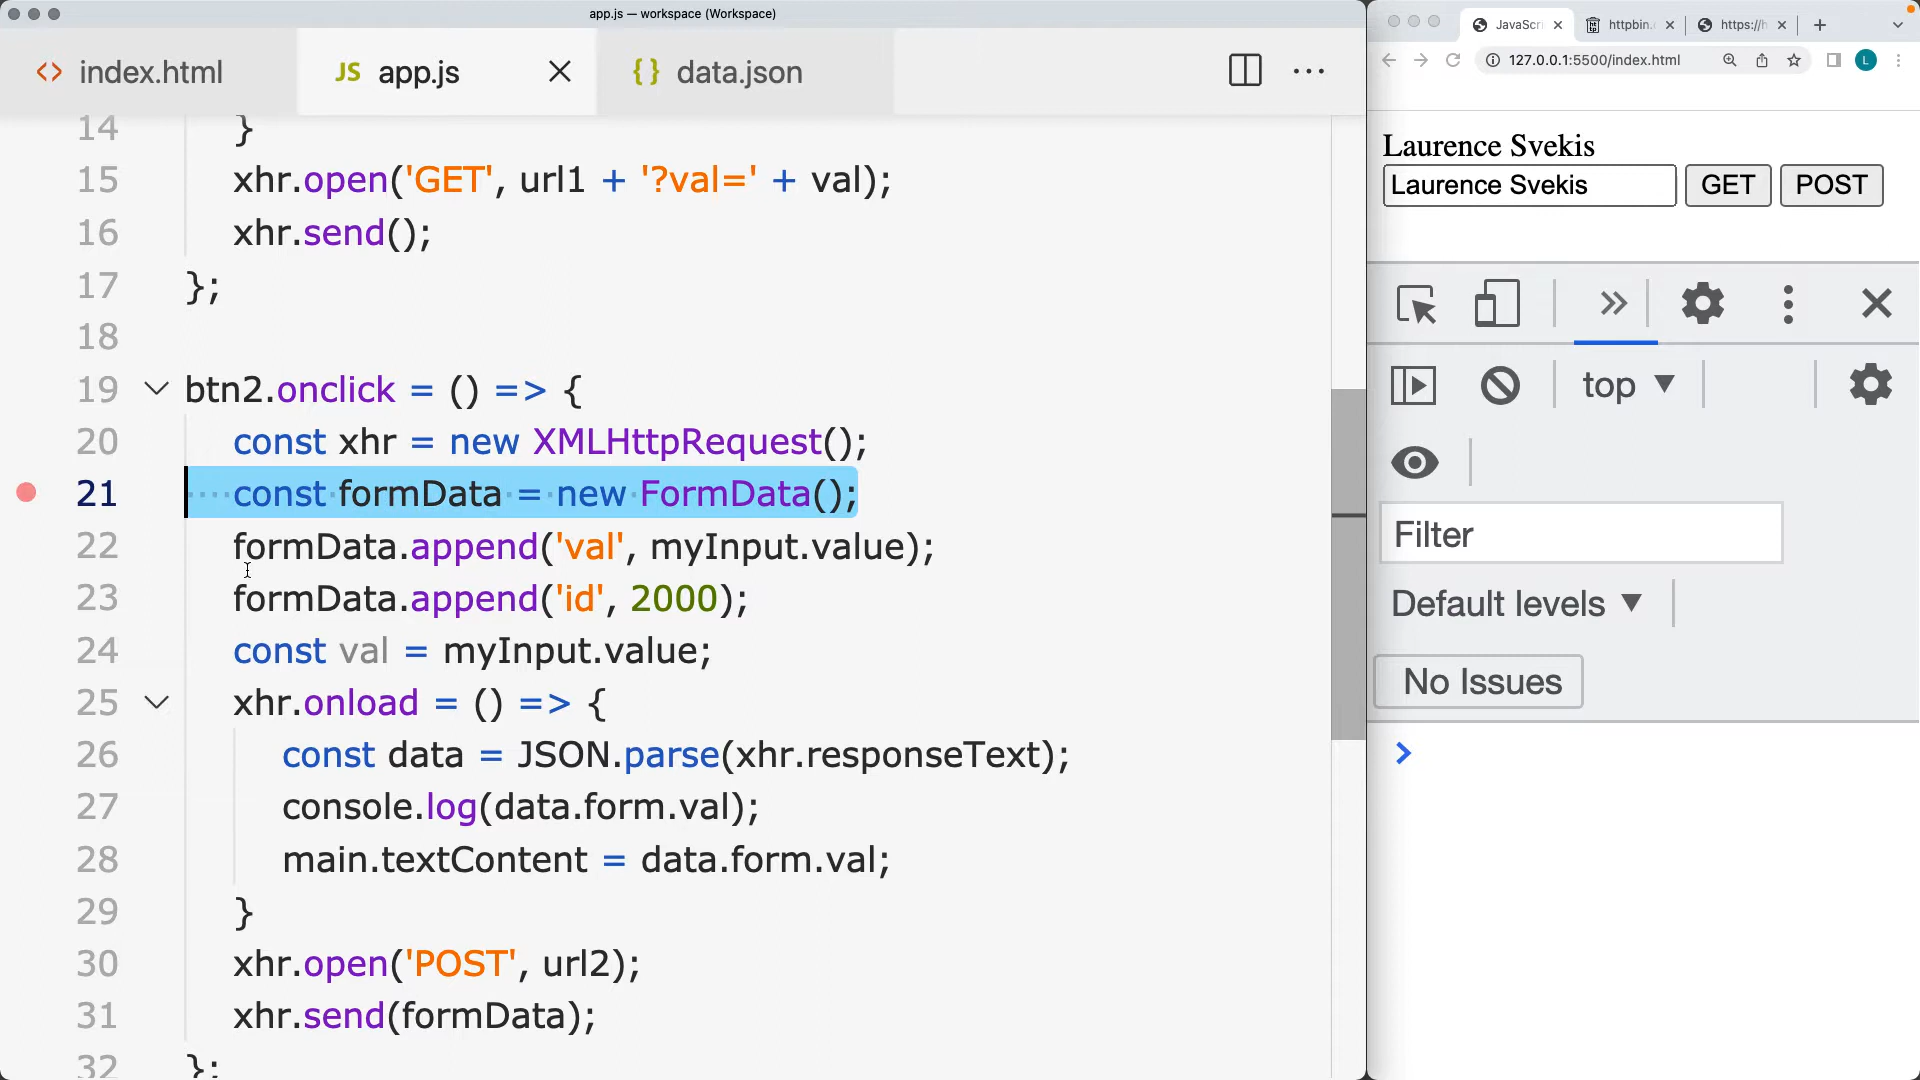 app.js — workspace (Workspace)
index.html
JS app.js
{} data.json
14 }
15 xhr.open('GET', url1 + '?val=' + val);
16 xhr.send();
17 };
18
19 btn2.onclick = () => {
20 const xhr = new XMLHttpRequest();
21 const formData = new FormData();
22 formData.append('val', myInput.value);
23 formData.append('id', 2000);
24 const val = myInput.value;
25 xhr.onload = () => {
26 const data = JSON.parse(xhr.responseText);
27 console.log(data.form.val);
28 main.textContent = data.form.val;
29 }
30 xhr.open('POST', url2);
31 xhr.send(formData);
32 };
JavaScri
httpbin.
https://h
127.0.0.1:5500/index.html
L
Laurence Svekis
Laurence Svekis GET POST
top
Filter
Default levels
No Issues